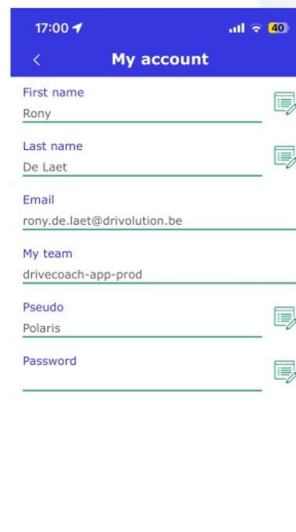 17:00
40
My account
First name
Rony
Last name
De Laet
Email
rony.de.laet@drivolution.be
My team
drivecoach-app-prod
Pseudo
Polaris
Password